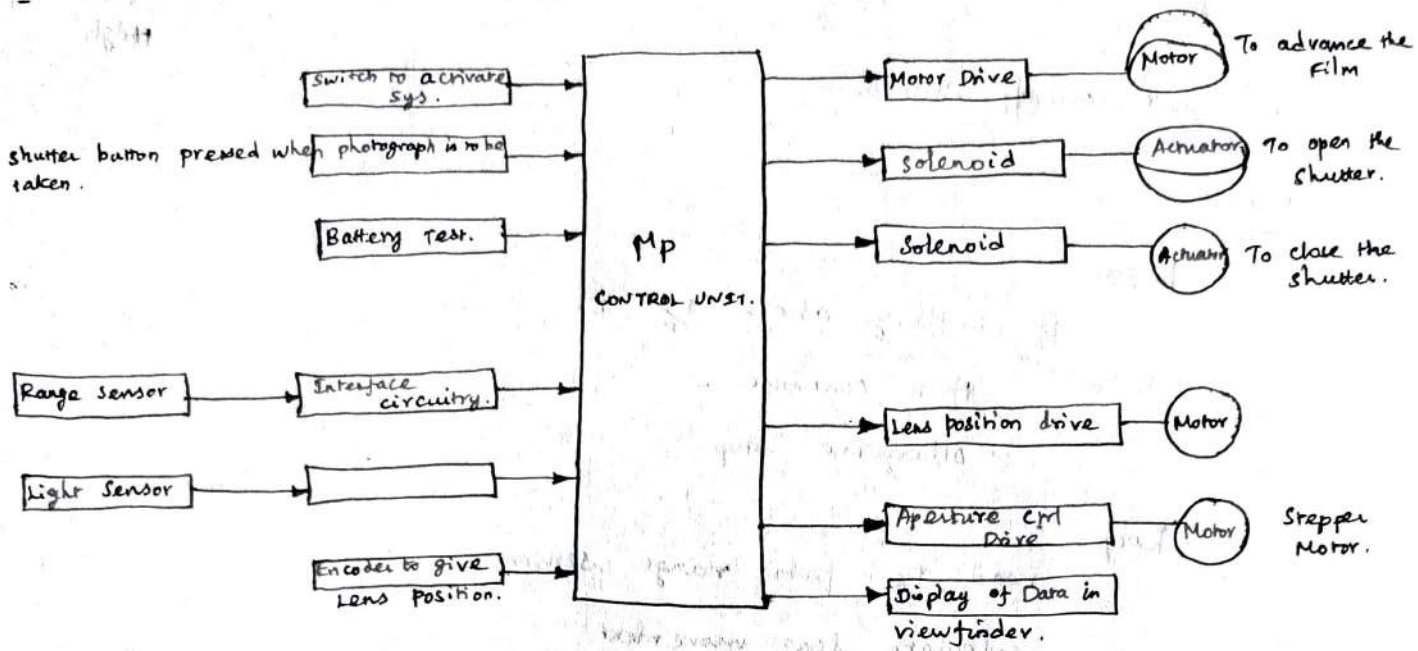 Switch to activate
sys.
shutter button pressed when photograph is to be
taken.
Battery Test.
Range sensor
Interface
circuitry.
Light Sensor
Encoder to give
Lens Position.
Mp
CONTROL UNIT.
Motor Drive
Motor
To advance the
Film
Solenoid
Actuator
To open the
Shutter.
Solenoid
Actuator
To close the
shutter.
Lens position drive
Motor
Aperture Cprl
Drive
Motor
Stepper
Motor.
Display of Data in
viewfinder.